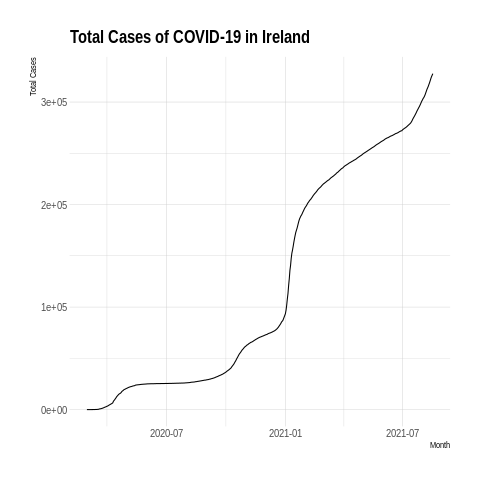 Total Cases of COVID-19 in Ireland
Total Cases
3e+05
2e+05
1e+05
0e+00
2020-07 2021-01 2021-07
Month